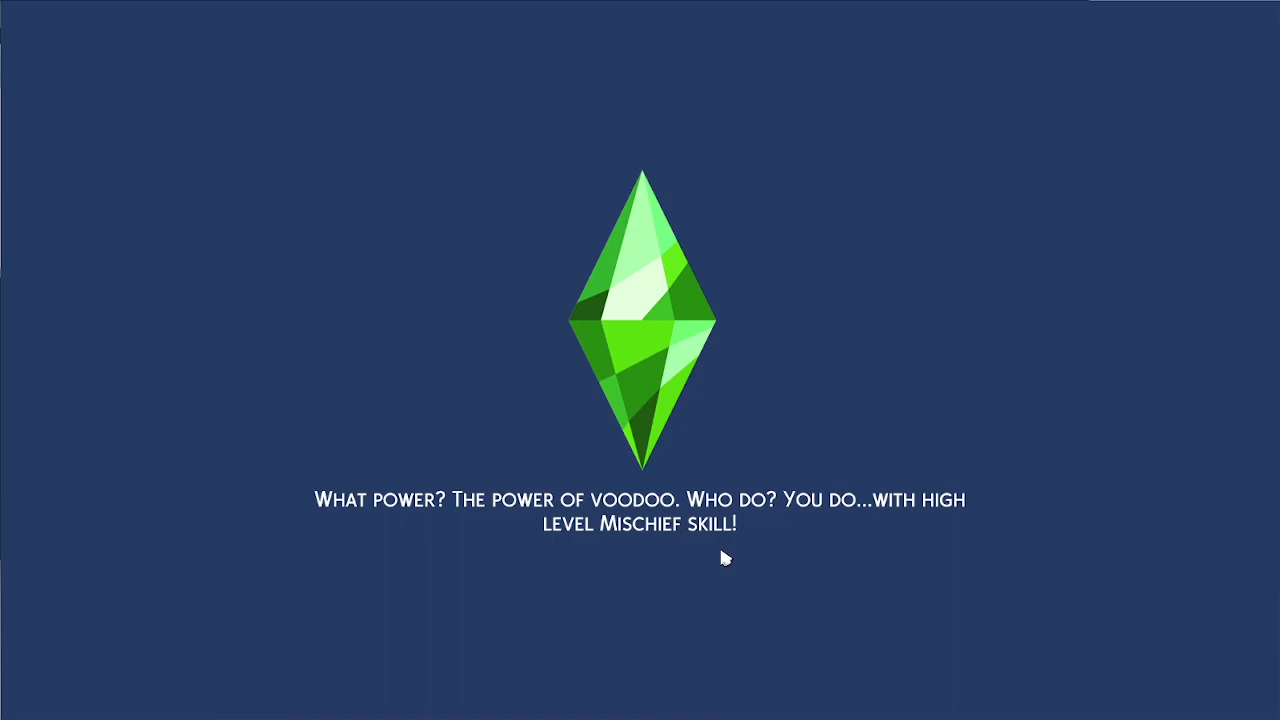 What power? The power of voodoo. Who do? You do...with high
level Mischief skill!